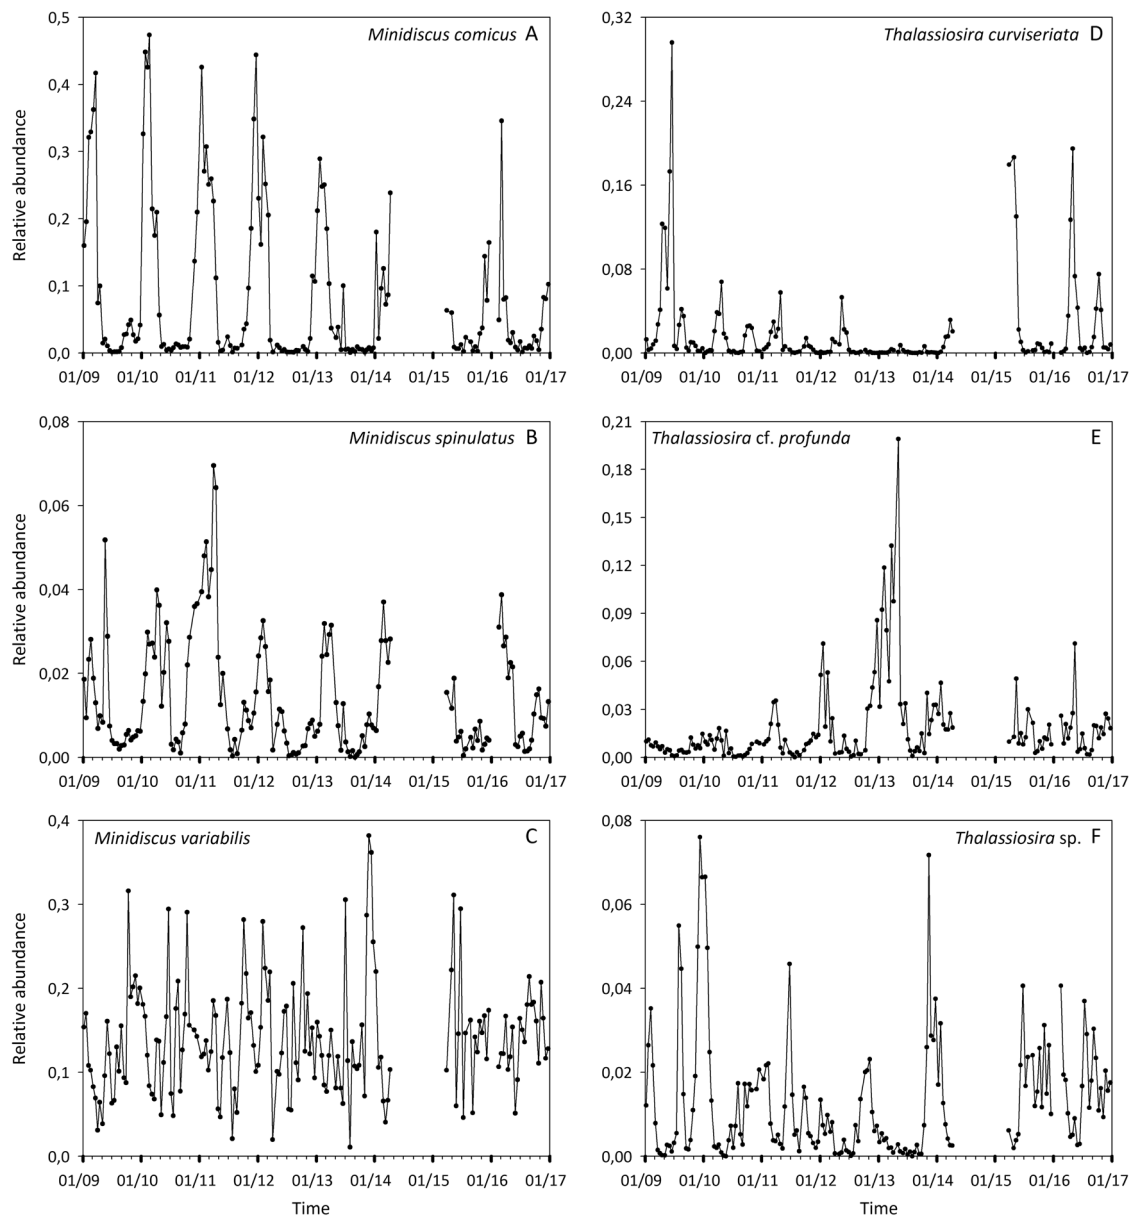 Minidiscus comicus A
Relative abundance
0,5
0,4
0,3
0,2
0,1
0,0
01/09 01/10 01/11 01/12 01/13 01/14 01/15 01/16 01/17
Thalassiosira curviseriata D
0,32
0,24
0,16
0,08
0,00
01/09 01/10 01/11 01/12 01/13 01/14 01/15 01/16 01/17
Minidiscus spinulatus B
Relative abundance
0,08
0,06
0,04
0,02
0,00
01/09 01/10 01/11 01/12 01/13 01/14 01/15 01/16 01/17
Thalassiosira cf. profunda E
0,21
0,18
0,15
0,12
0,09
0,06
0,03
0,00
01/09 01/10 01/11 01/12 01/13 01/14 01/15 01/16 01/17
Minidiscus variabilis C
Relative abundance
0,4
0,3
0,2
0,1
0,0
01/09 01/10 01/11 01/12 01/13 01/14 01/15 01/16 01/17
Time
Thalassiosira sp. F
0,08
0,06
0,04
0,02
0,00
01/09 01/10 01/11 01/12 01/13 01/14 01/15 01/16 01/17
Time